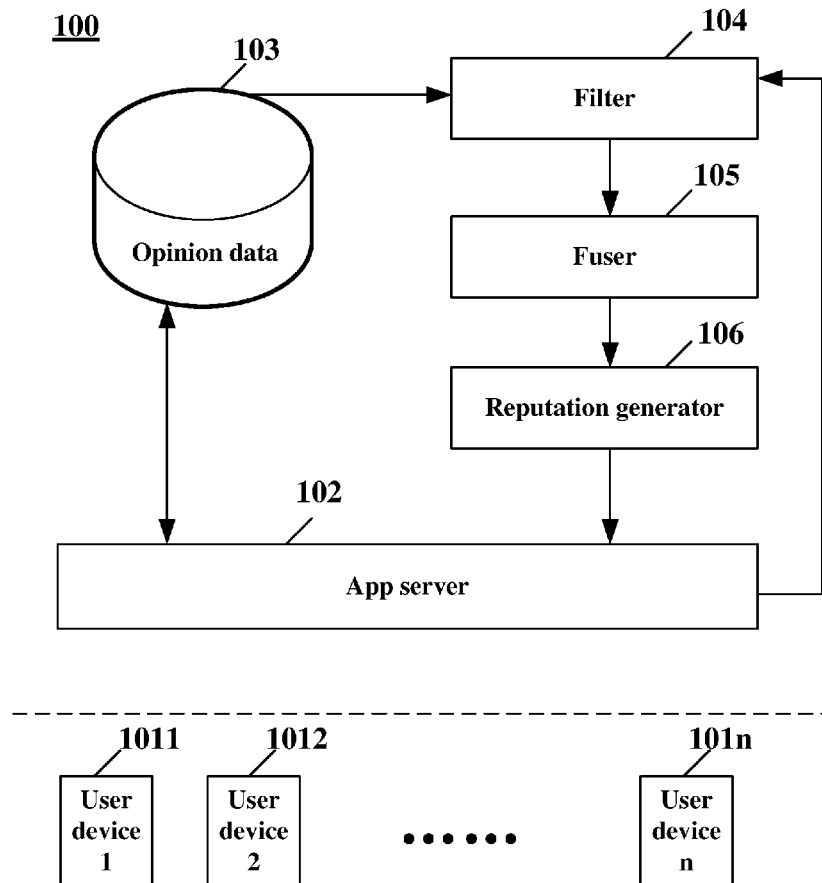 100
103
104
Filter
Opinion data
105
Fuser
106
Reputation generator
102
App server
1011
1012
101n
User
device
1
User
device
2
User
device
n